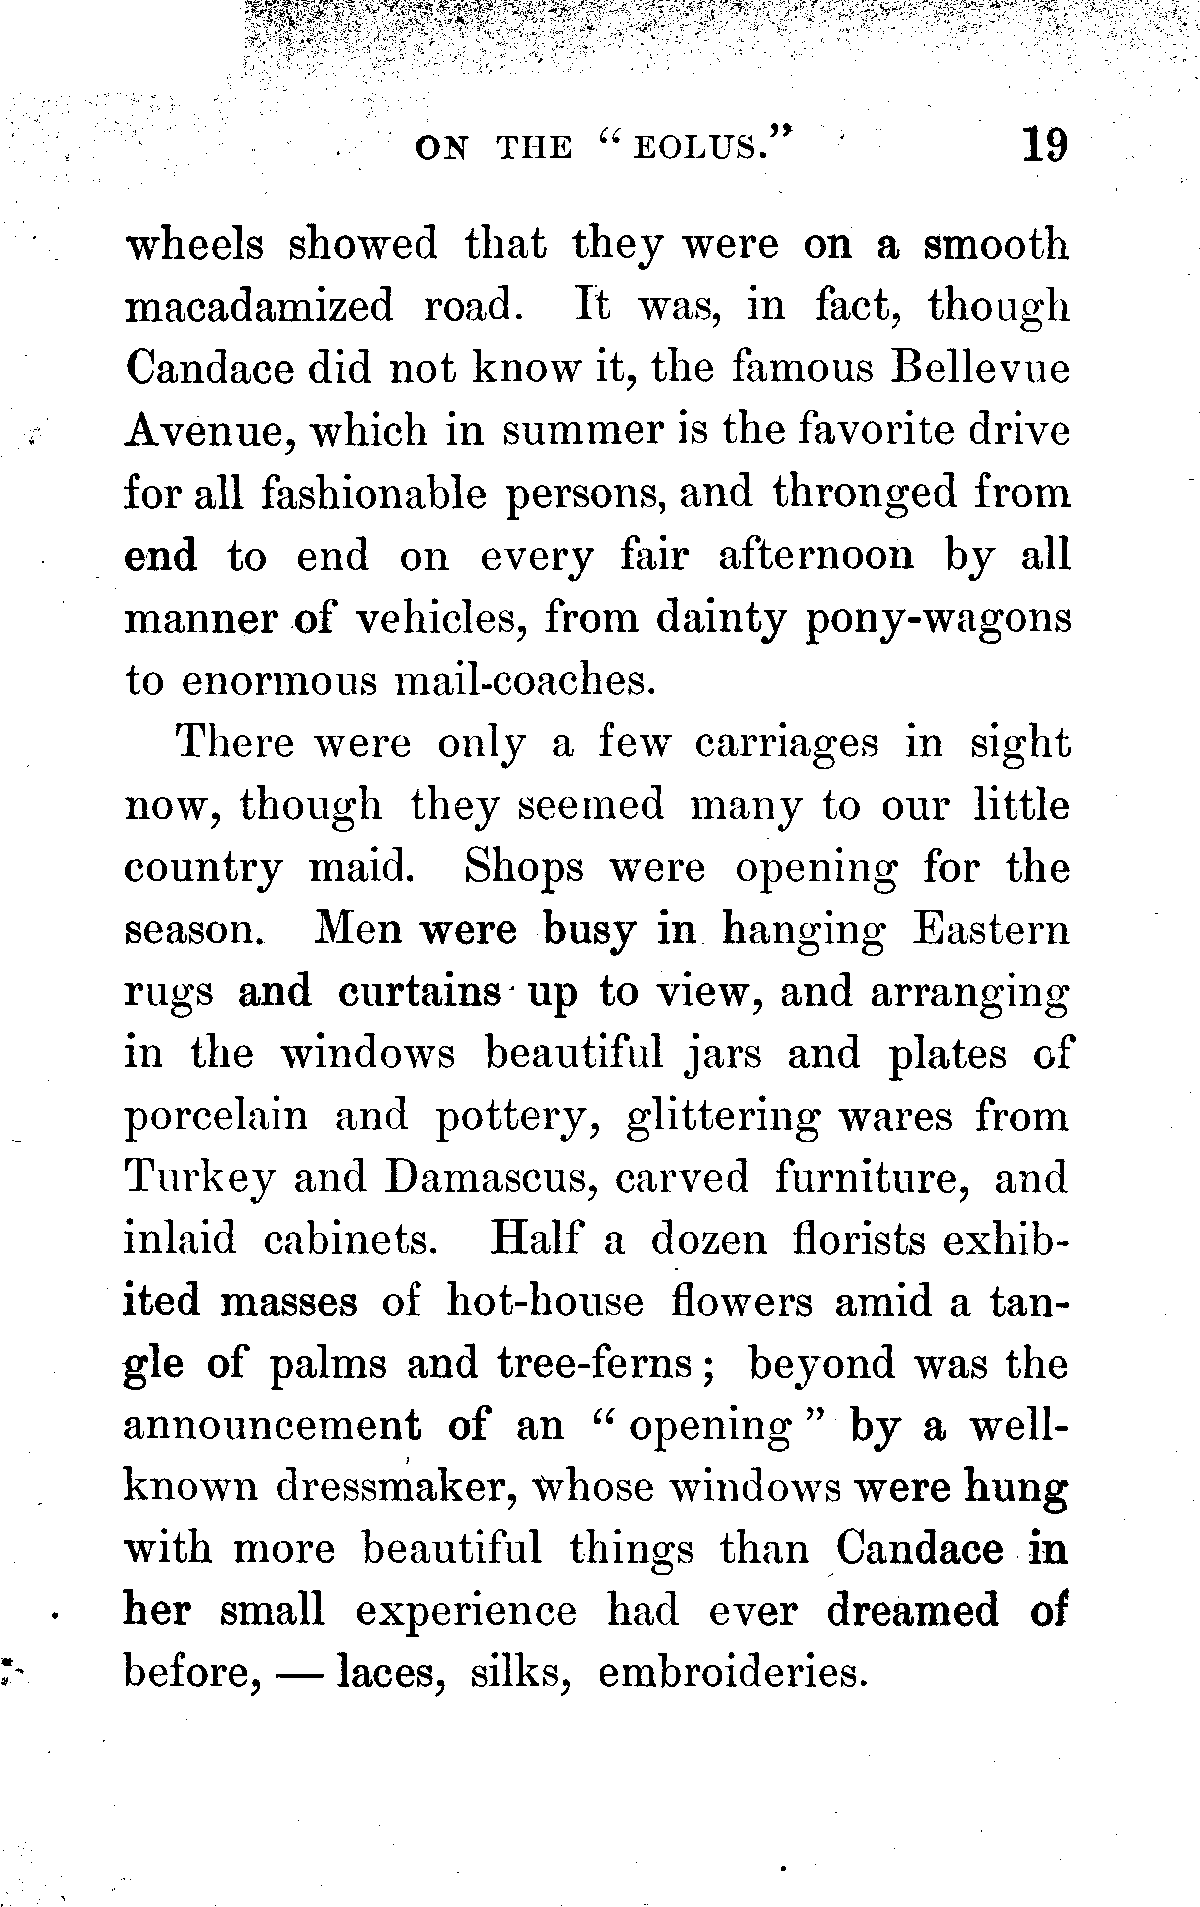 ON THE “ EOLUS.” 19
wheels showed that they were on a smooth
macadamized road. It was, in fact, though
Candace did not know it, the famous Bellevue
Avenue, which in summer is the favorite drive
for all fashionable persons, and thronged from
end to end on every fair afternoon by all
manner of vehicles, from dainty pony-wagons
to enormous mail-coaches.
There were only a few carriages in sight
now, though they seemed many to our little
country maid. Shops were opening for the
season. Men were busy in hanging Eastern
rugs and curtains up to view, and arranging
in the windows beautiful jars and plates of
porcelain and pottery, glittering wares from
Turkey and Damascus, carved furniture, and
inlaid cabinets. Half a dozen florists exhib-
ited masses of hot-house flowers amid a tan-
gle of palms and tree-ferns ; beyond was the
announcement of an “ opening ” by a well-
known dressmaker, whose windows were hung
with more beautiful things than Candace in
her small experience had ever dreamed of
before, — laces, silks, embroideries.